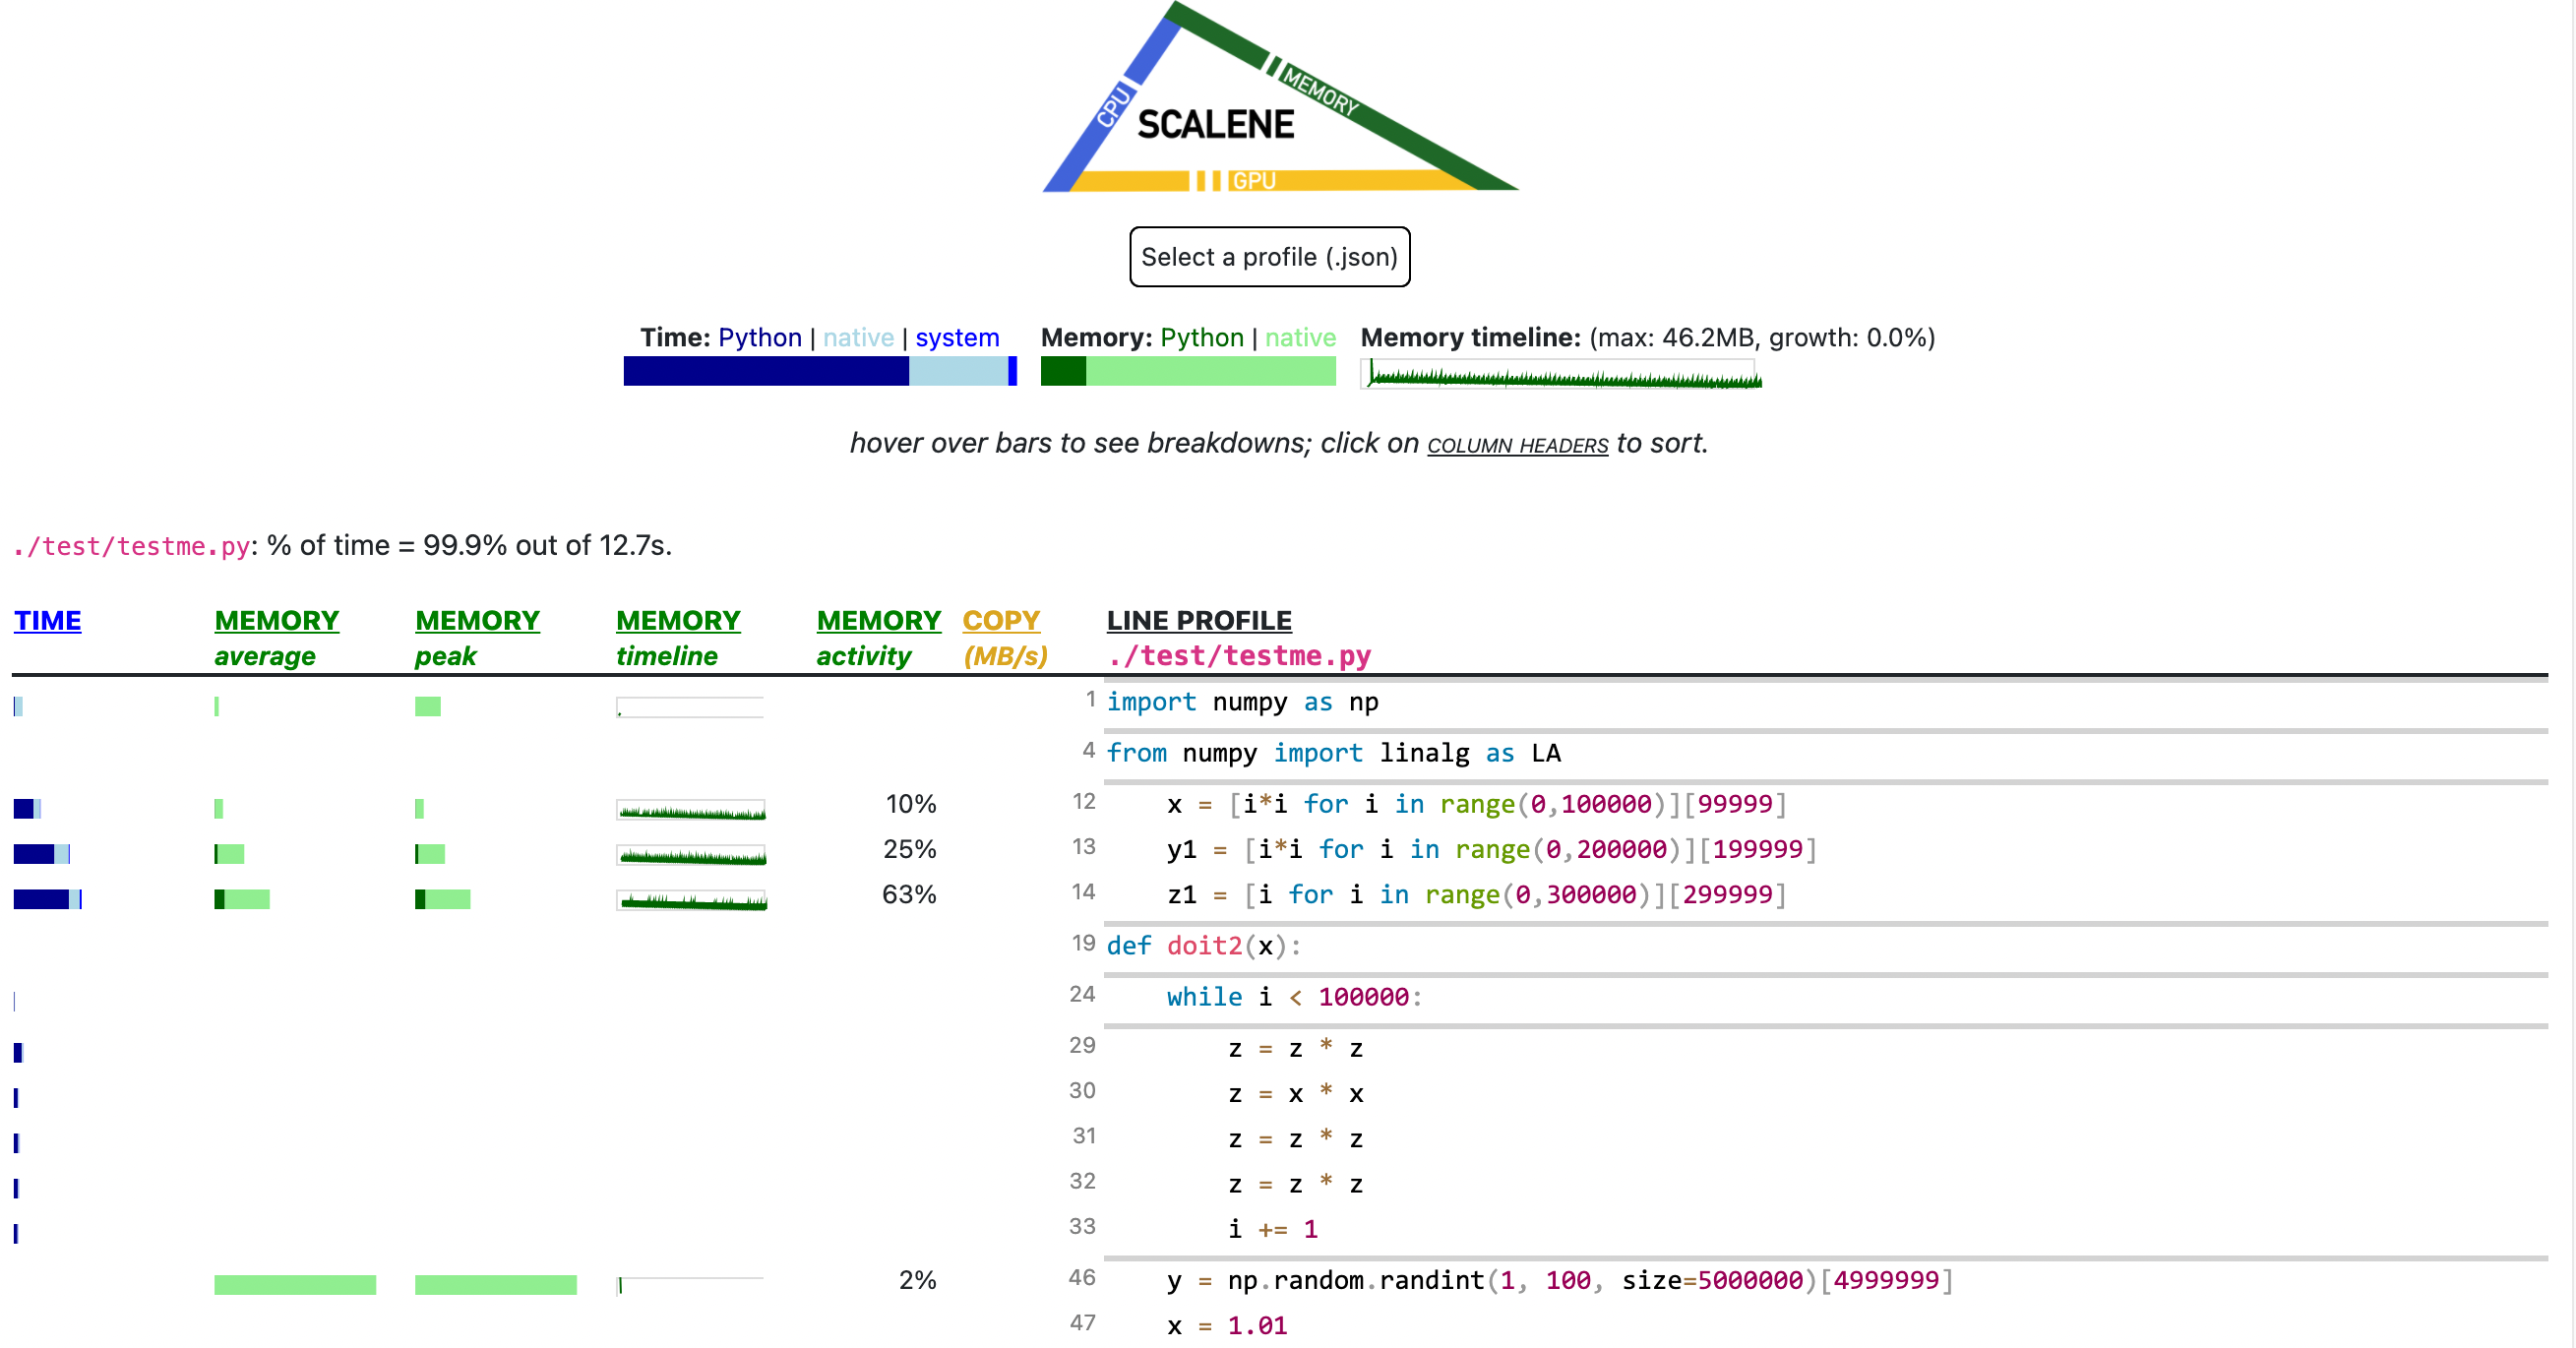 CPU
MEMORY
SCALENE
GPU
Select a profile (.json)
Time: Python | native | system
Memory: Python | native
Memory timeline: (max: 46.2MB, growth: 0.0%)
hover over bars to see breakdowns; click on COLUMN HEADERS to sort.
./test/testme.py: % of time = 99.9% out of 12.7s.
TIME MEMORY MEMORY MEMORY MEMORY COPY LINE PROFILE
average peak timeline activity (MB/s) ./test/testme.py
1 import numpy as np
4 from numpy import linalg as LA
10% 12 x = [i*i for i in range(0,100000)][99999]
25% 13 y1 = [i*i for i in range(0,200000)][199999]
63% 14 z1 = [i for i in range(0,300000)][299999]
19 def doit2(x):
24 while i < 100000:
29 z = z * z
30 z = x * x
31 z = z * z
32 z = z * z
33 i += 1
2% 46 y = np.random.randint(1, 100, size=5000000)[4999999]
47 x = 1.01